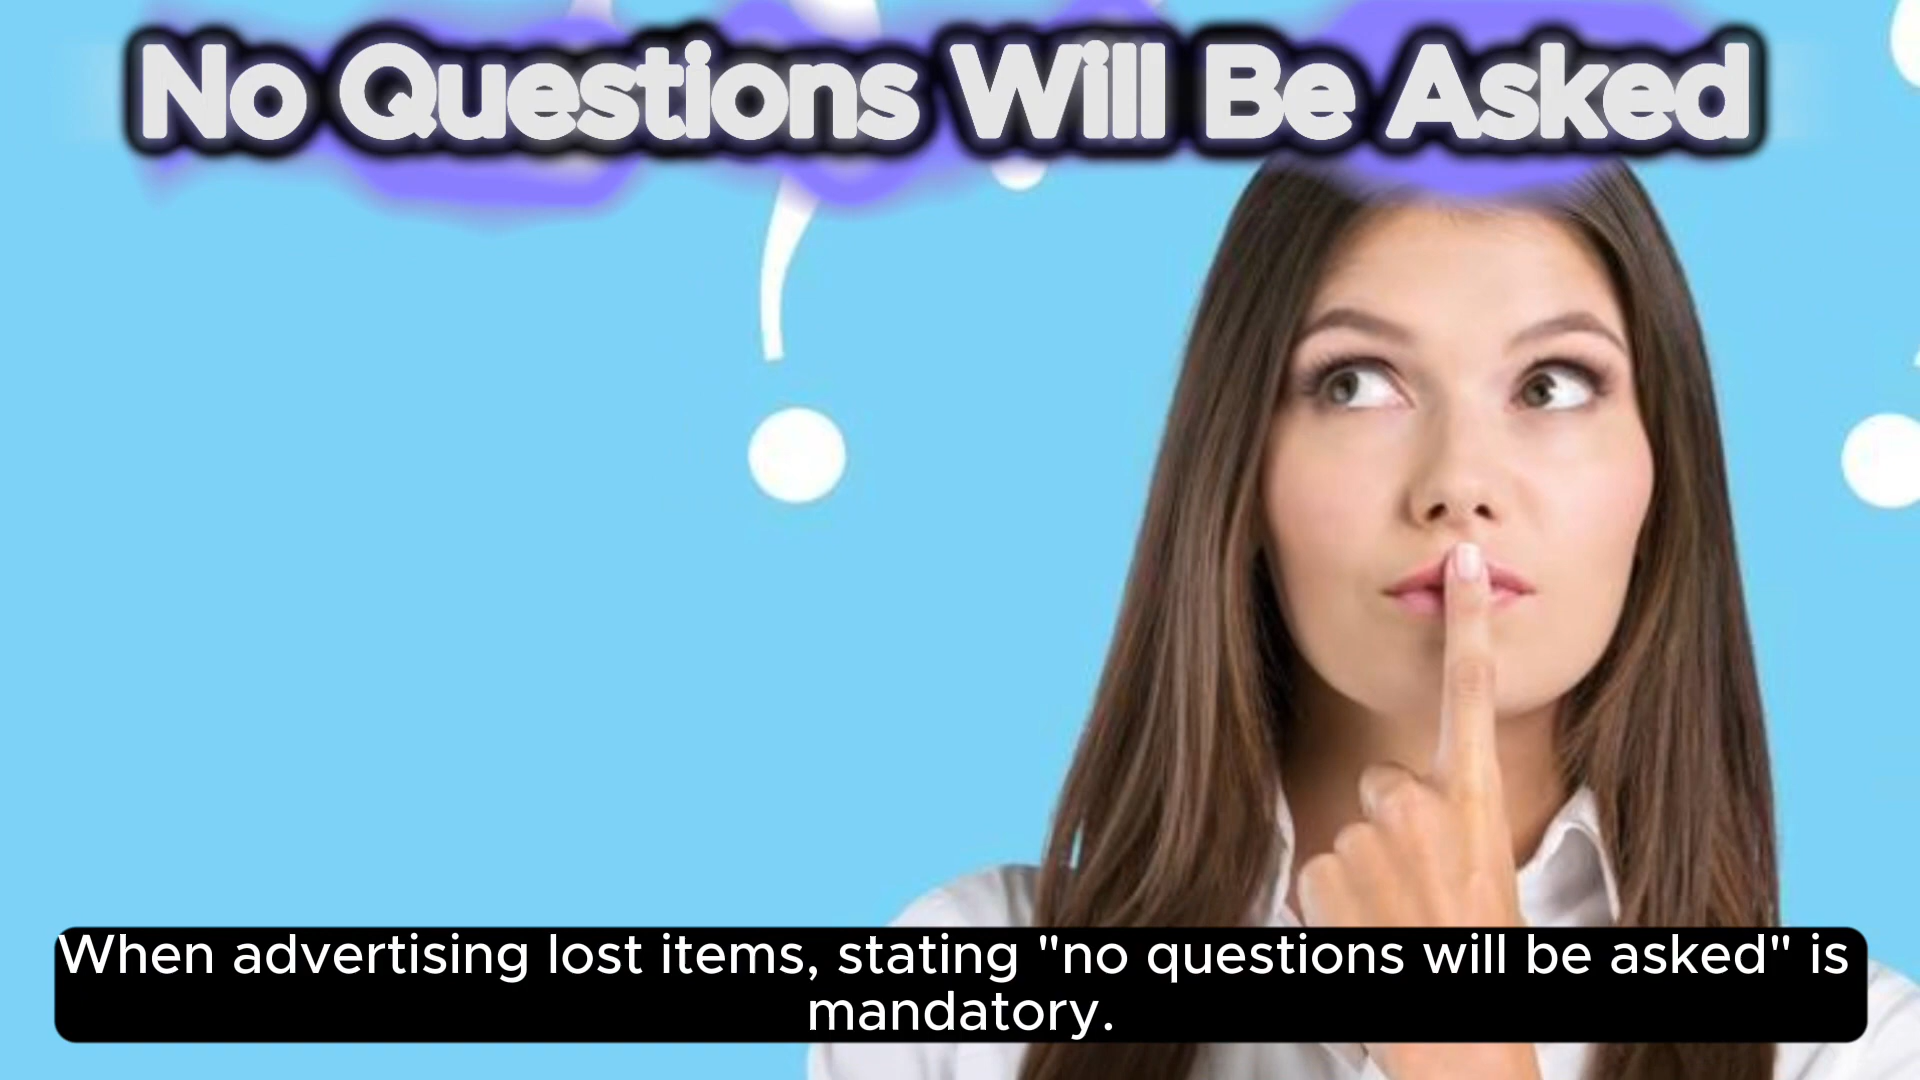 No Questions Will Be Asked
When advertising lost items, stating "no questions will be asked" is
mandatory.